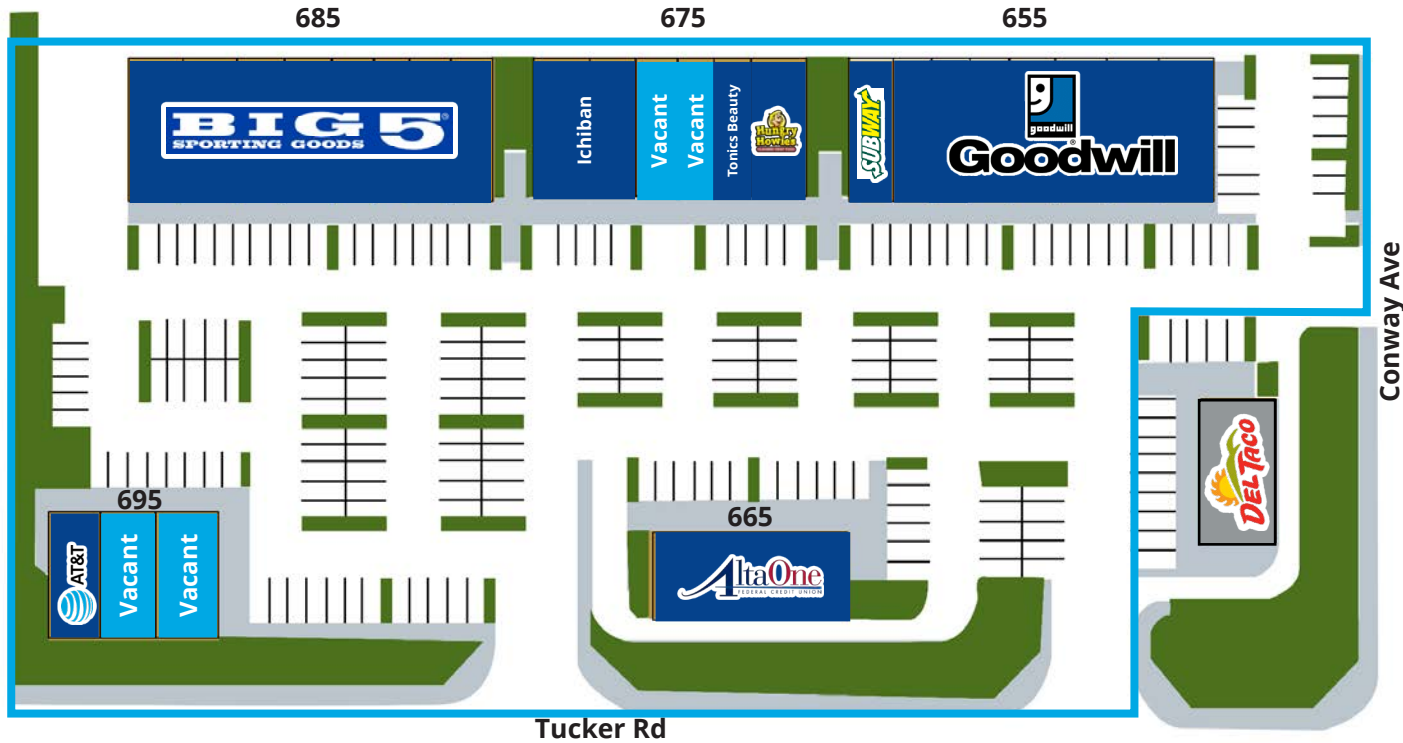 685
675
655
BIG 5
SPORTING GOODS
Ichiban
Vacant
Vacant
Tonics Beauty
Hungry
Howies
SUBWAY
goodwill
Goodwill
Conway Ave
DEL TACO
695
AT&T
Vacant
Vacant
665
AltaOne
FEDERAL CREDIT UNION
Tucker Rd